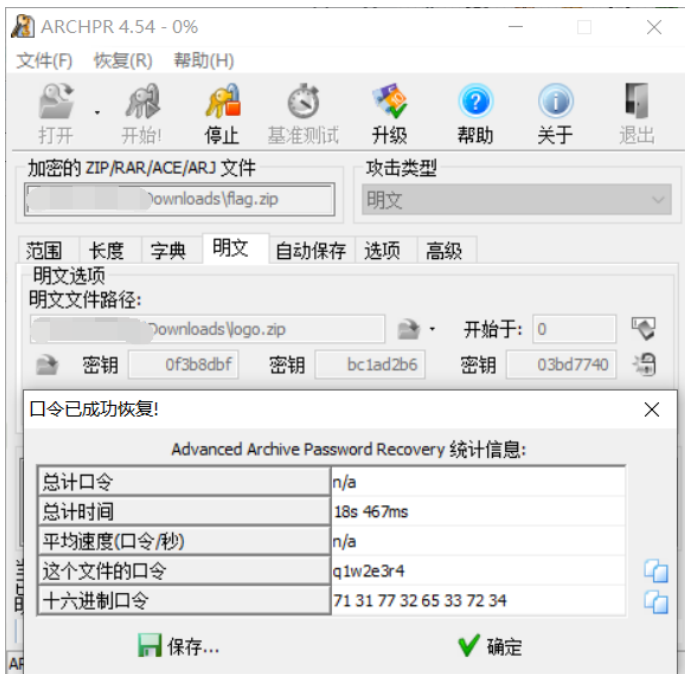 ARCHPR 4.54 - 0%
文件(F) 恢复(R) 帮助(H)
打开 开始! 停止 基准测试 升级 帮助 关于 退出
加密的 ZIP/RAR/ACE/ARJ 文件 攻击类型
Downloads\flag.zip 明文
范围 长度 字典 明文 自动保存 选项 高级
明文选项
明文文件路径:
Downloads\logo.zip 开始于: 0
密钥 0f3b8dbf 密钥 bc1ad2b6 密钥 03bd7740
口令已成功恢复!
Advanced Archive Password Recovery 统计信息:
总计口令 n/a
总计时间 18s 467ms
平均速度(口令/秒) n/a
这个文件的口令 q1w2e3r4
十六进制口令 71 31 77 32 65 33 72 34
保存... 确定